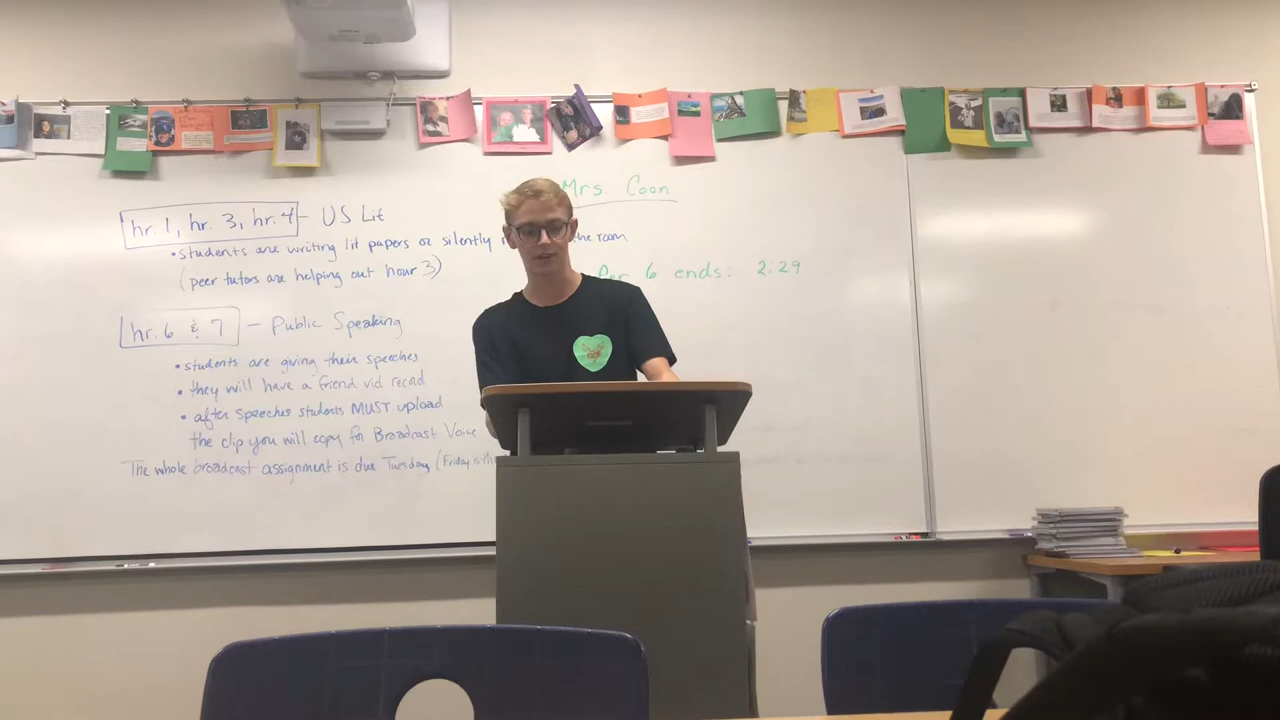 Mrs. Coon
hr. 1, hr. 3, hr. 4 - US Lit
•students are writing lit papers or silently the room
(peer tutors are helping out hour 3)
Per 6 ends: 2:29
hr. 6 & 7 - Public Speaking
•students are giving their speeches
• they will have a friend vid record
• after speeches students MUST upload
the clip you will copy for Broadcast Voice
The whole broadcast assignment is due Tuesday (Friday is